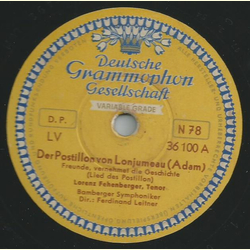 Deutsche
Grammophon
Gesellschaft
VARIABLE GRADE
D. P.
N 78
LV
36 100 A
Der Postillon von Lonjumeau (Adam)
Freunde, vernehmet die Geschichte
(Lied des Postillon)
Lorenz Fehenberger, Tenor
Bamberger Symphoniker
Dir.: Ferdinand Leitner